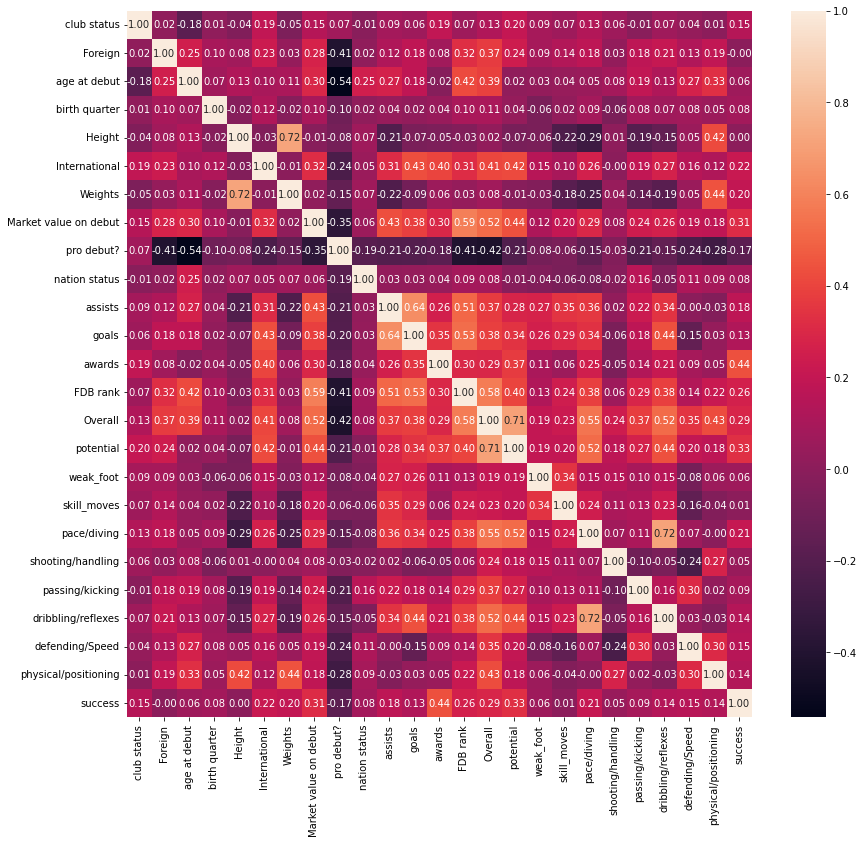 club status 1.00 0.02 -0.18 0.01 -0.04 0.19 -0.05 0.15 0.07 -0.01 0.09 0.06 0.19 0.07 0.13 0.20 0.09 0.07 0.13 0.06 -0.01 0.07 0.04 0.01 0.15
Foreign 0.02 1.00 0.25 0.10 0.08 0.23 0.03 0.28 -0.41 0.02 0.12 0.18 0.08 0.32 0.37 0.24 0.09 0.14 0.18 0.03 0.18 0.21 0.13 0.19 -0.00
age at debut -0.18 0.25 1.00 0.07 0.13 0.10 0.11 0.30 -0.54 0.25 0.27 0.18 -0.02 0.42 0.39 0.02 0.03 0.04 0.05 0.08 0.19 0.13 0.27 0.33 0.06
birth quarter 0.01 0.10 0.07 1.00 -0.02 0.12 -0.02 0.10 -0.10 0.02 0.04 0.02 0.04 0.10 0.11 0.04 -0.06 0.02 0.09 -0.06 0.08 0.07 0.08 0.05 0.08
Height -0.04 0.08 0.13 -0.02 1.00 -0.03 0.72 -0.01 -0.08 0.07 -0.21 -0.07 -0.05 -0.03 0.02 -0.07 -0.06 -0.22 -0.29 0.01 -0.19 -0.15 0.05 0.42 0.00
International 0.19 0.23 0.10 0.12 -0.03 1.00 -0.01 0.32 -0.24 0.05 0.31 0.43 0.40 0.31 0.41 0.42 0.15 0.10 0.26 -0.00 0.19 0.27 0.16 0.12 0.22
Weights -0.05 0.03 0.11 -0.02 0.72 -0.01 1.00 0.02 -0.15 0.07 -0.22 -0.09 0.06 0.03 0.08 -0.01 -0.03 -0.18 -0.25 0.04 -0.14 -0.19 0.05 0.44 0.20
Market value on debut 0.15 0.28 0.30 0.10 -0.01 0.32 0.02 1.00 -0.35 0.06 0.43 0.38 0.30 0.59 0.52 0.44 0.12 0.20 0.29 0.08 0.24 0.26 0.19 0.18 0.31
pro debut? 0.07 -0.41 -0.54 -0.10 -0.08 -0.24 -0.15 -0.35 1.00 -0.19 -0.21 -0.20 -0.18 -0.41 -0.42 -0.21 -0.08 -0.06 -0.15 -0.03 -0.21 -0.15 -0.24 -0.28 -0.17
nation status -0.01 0.02 0.25 0.02 0.07 0.05 0.07 0.06 -0.19 1.00 0.03 0.03 0.04 0.09 0.08 -0.01 -0.04 -0.06 -0.08 -0.02 0.16 -0.05 0.11 0.09 0.08
assists 0.09 0.12 0.27 0.04 -0.21 0.31 -0.22 0.43 -0.21 0.03 1.00 0.64 0.26 0.51 0.37 0.28 0.27 0.35 0.36 0.02 0.22 0.34 -0.00 -0.03 0.18
goals 0.06 0.18 0.18 0.02 -0.07 0.43 -0.09 0.38 -0.20 0.03 0.64 1.00 0.35 0.53 0.38 0.34 0.26 0.29 0.34 -0.06 0.18 0.44 -0.15 0.03 0.13
awards 0.19 0.08 -0.02 0.04 -0.05 0.40 0.06 0.30 -0.18 0.04 0.26 0.35 1.00 0.30 0.29 0.37 0.11 0.06 0.25 -0.05 0.14 0.21 0.09 0.05 0.44
FDB rank 0.07 0.32 0.42 0.10 -0.03 0.31 0.03 0.59 -0.41 0.09 0.51 0.53 0.30 1.00 0.58 0.40 0.13 0.24 0.38 0.06 0.29 0.38 0.14 0.22 0.26
Overall 0.13 0.37 0.39 0.11 0.02 0.41 0.08 0.52 -0.42 0.08 0.37 0.38 0.29 0.58 1.00 0.71 0.19 0.23 0.55 0.24 0.37 0.52 0.35 0.43 0.29
potential 0.20 0.24 0.02 0.04 -0.07 0.42 -0.01 0.44 -0.21 -0.01 0.28 0.34 0.37 0.40 0.71 1.00 0.19 0.20 0.52 0.18 0.27 0.44 0.20 0.18 0.33
weak_foot 0.09 0.09 0.03 -0.06 -0.06 0.15 -0.03 0.12 -0.08 -0.04 0.27 0.26 0.11 0.13 0.19 0.19 1.00 0.34 0.15 0.15 0.10 0.15 -0.08 0.06 0.06
skill_moves 0.07 0.14 0.04 0.02 -0.22 0.10 -0.18 0.20 -0.06 -0.06 0.35 0.29 0.06 0.24 0.23 0.20 0.34 1.00 0.24 0.11 0.13 0.23 -0.16 -0.04 0.01
pace/diving 0.13 0.18 0.05 0.09 -0.29 0.26 -0.25 0.29 -0.15 -0.08 0.36 0.34 0.25 0.38 0.55 0.52 0.15 0.24 1.00 0.07 0.11 0.72 0.07 -0.00 0.21
shooting/handling 0.06 0.03 0.08 -0.06 0.01 -0.00 0.04 0.08 -0.03 -0.02 0.02 -0.06 -0.05 0.06 0.24 0.18 0.15 0.11 0.07 1.00 -0.10 -0.05 -0.24 0.27 0.05
passing/kicking -0.01 0.18 0.19 0.08 -0.19 0.19 -0.14 0.24 -0.21 0.16 0.22 0.18 0.14 0.29 0.37 0.27 0.10 0.13 0.11 -0.10 1.00 0.16 0.30 0.02 0.09
dribbling/reflexes 0.07 0.21 0.13 0.07 -0.15 0.27 -0.19 0.26 -0.15 -0.05 0.34 0.44 0.21 0.38 0.52 0.44 0.15 0.23 0.72 -0.05 0.16 1.00 0.03 -0.03 0.14
defending/Speed 0.04 0.13 0.27 0.08 0.05 0.16 0.05 0.19 -0.24 0.11 -0.00 -0.15 0.09 0.14 0.35 0.20 -0.08 -0.16 0.07 -0.24 0.30 0.03 1.00 0.30 0.15
physical/positioning 0.01 0.19 0.33 0.05 0.42 0.12 0.44 0.18 -0.28 0.09 -0.03 0.03 0.05 0.22 0.43 0.18 0.06 -0.04 -0.00 0.27 0.02 -0.03 0.30 1.00 0.14
success 0.15 -0.00 0.06 0.08 0.00 0.22 0.20 0.31 -0.17 0.08 0.18 0.13 0.44 0.26 0.29 0.33 0.06 0.01 0.21 0.05 0.09 0.14 0.15 0.14 1.00
club status
Foreign
age at debut
birth quarter
Height
International
Weights
Market value on debut
pro debut?
nation status
assists
goals
awards
FDB rank
Overall
potential
weak_foot
skill_moves
pace/diving
shooting/handling
passing/kicking
dribbling/reflexes
defending/Speed
physical/positioning
success
1.0
0.8
0.6
0.4
0.2
0.0
−0.2
−0.4